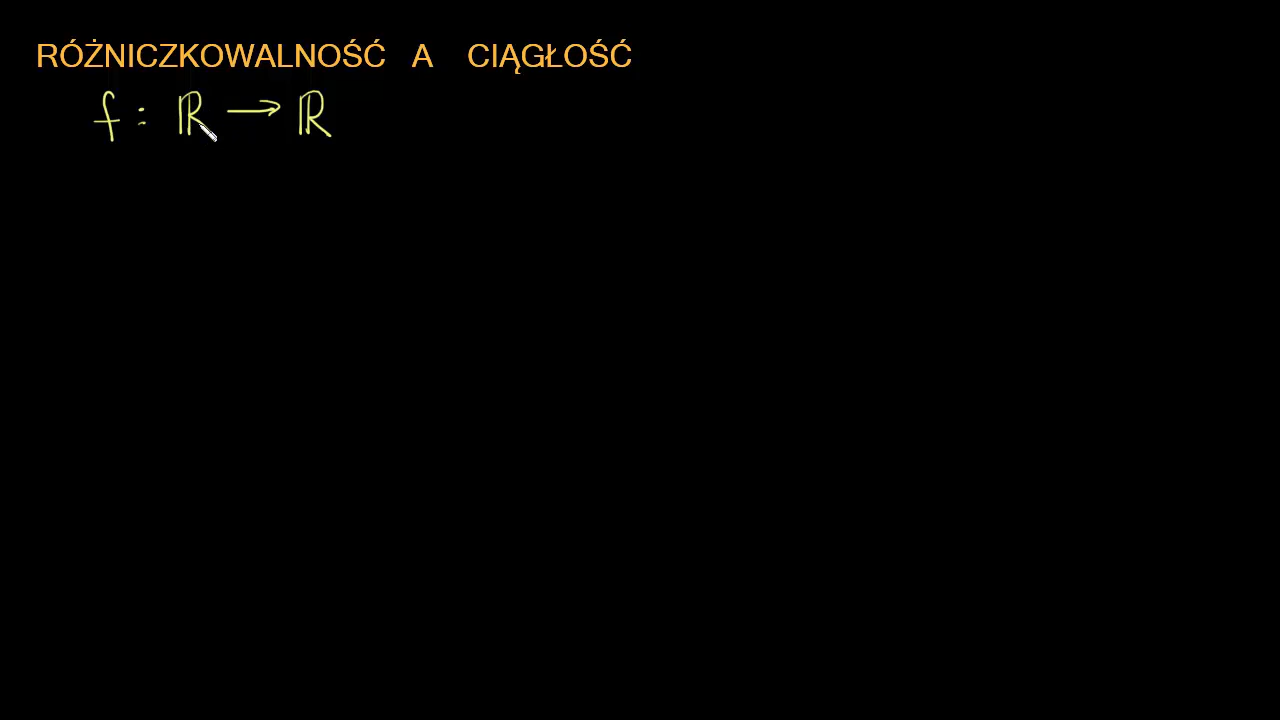 RÓŻNICZKOWALNOŚĆ A CIĄGŁOŚĆ
f : ℝ → ℝ